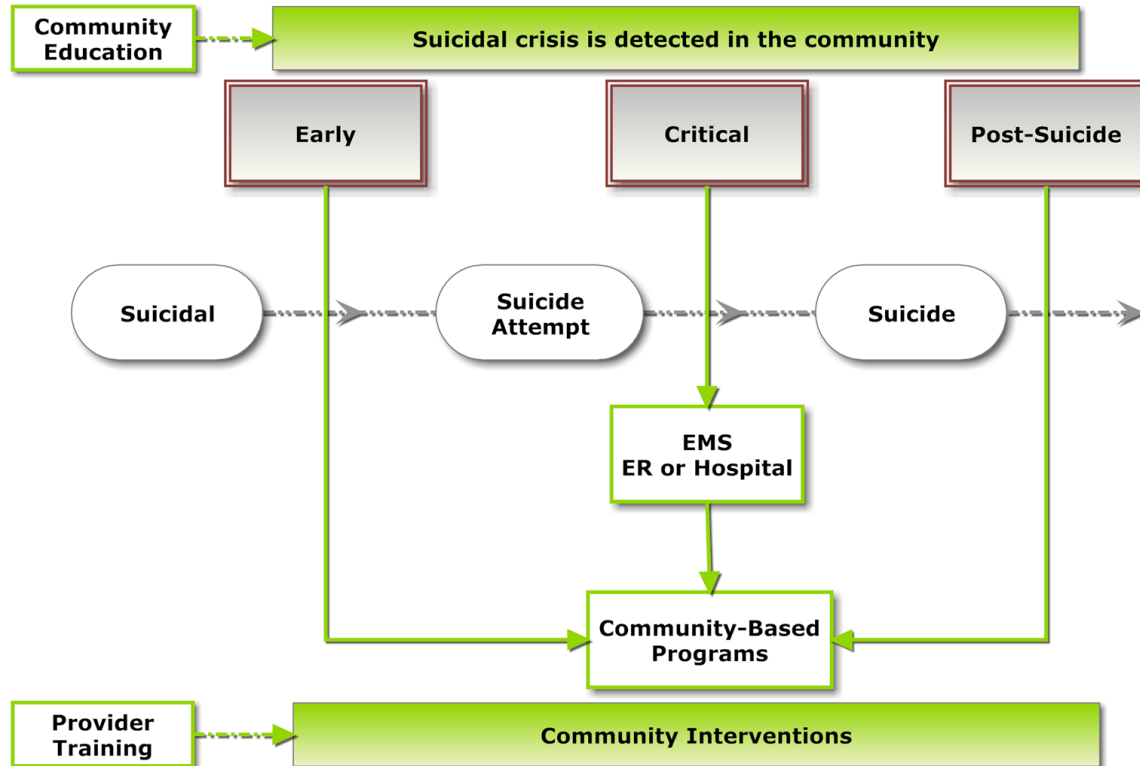 Community
Education
Suicidal crisis is detected in the community
Early
Critical
Post-Suicide
Suicidal
Suicide
Attempt
Suicide
EMS
ER or Hospital
Community-Based
Programs
Provider
Training
Community Interventions